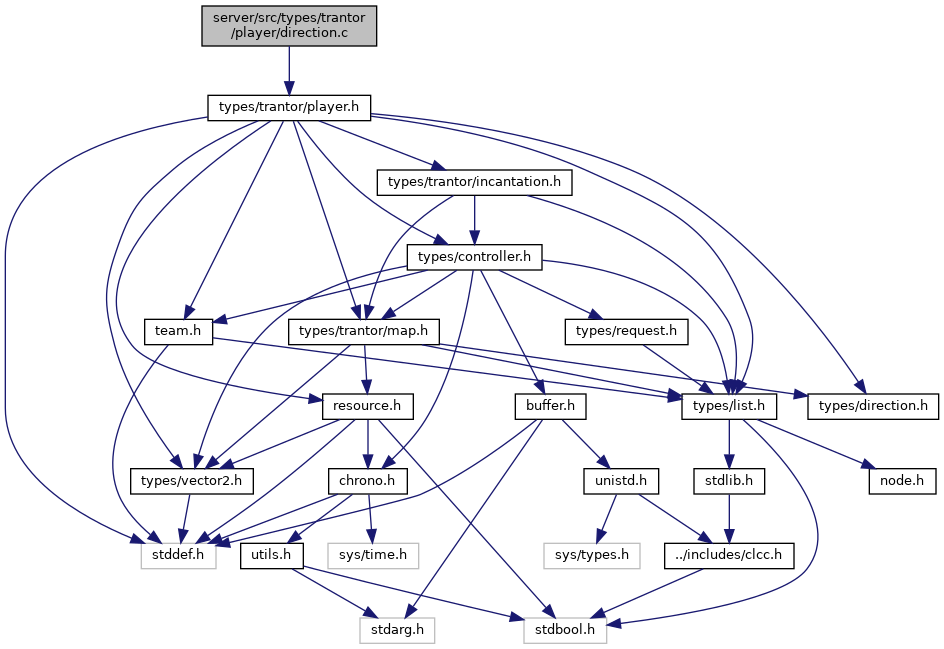 server/src/types/trantor
/player/direction.c
types/trantor/player.h
types/trantor/incantation.h
types/controller.h
team.h
types/trantor/map.h
types/request.h
resource.h
buffer.h
types/list.h
types/direction.h
types/vector2.h
chrono.h
unistd.h
stdlib.h
node.h
stddef.h
utils.h
sys/time.h
sys/types.h
../includes/clcc.h
stdarg.h
stdbool.h